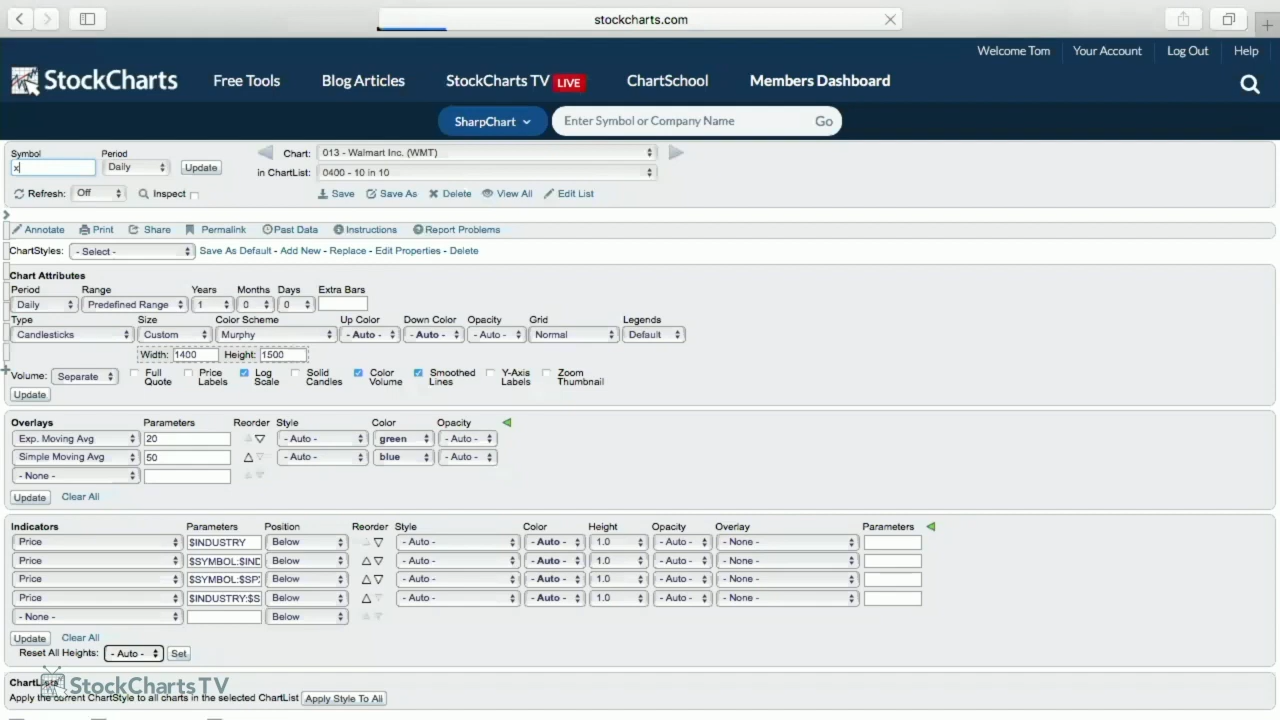 stockcharts.com
Welcome Tom Your Account Log Out Help
StockCharts Free Tools Blog Articles StockCharts TV LIVE ChartSchool Members Dashboard
SharpChart Enter Symbol or Company Name Go
Symbol Period Chart: 013 - Walmart Inc. (WMT)
x Daily Update in ChartList: 0400 - 10 in 10
Refresh: Off Inspect Save Save As Delete View All Edit List
Annotate Print Share Permalink Past Data Instructions Report Problems
ChartStyles: - Select - Save As Default - Add New - Replace - Edit Properties - Delete
Chart Attributes
Period Range Years Months Days Extra Bars
Daily Predefined Range 1 0 0
Type Size Color Scheme Up Color Down Color Opacity Grid Legends
Candlesticks Custom Murphy - Auto - - Auto - - Auto - Normal Default
Width: 1400 Height: 1500
Volume: Separate Full Quote Price Labels Log Scale Solid Candles Color Volume Smoothed Lines Y-Axis Labels Zoom Thumbnail
Update
Overlays Parameters Reorder Style Color Opacity
Exp. Moving Avg 20 - Auto - green - Auto -
Simple Moving Avg 50 - Auto - blue - Auto -
- None -
Update Clear All
Indicators Parameters Position Reorder Style Color Height Opacity Overlay Parameters
Price $INDUSTRY Below - Auto - - Auto - 1.0 - Auto - - None -
Price $SYMBOL:$IND Below - Auto - - Auto - 1.0 - Auto - - None -
Price $SYMBOL:$SP Below - Auto - - Auto - 1.0 - Auto - - None -
Price $INDUSTRY:$S Below - Auto - - Auto - 1.0 - Auto - - None -
- None - Below
Update Clear All
Reset All Heights: - Auto - Set
ChartLists
StockCharts TV
Apply the current ChartStyle to all charts in the selected ChartList Apply Style To All